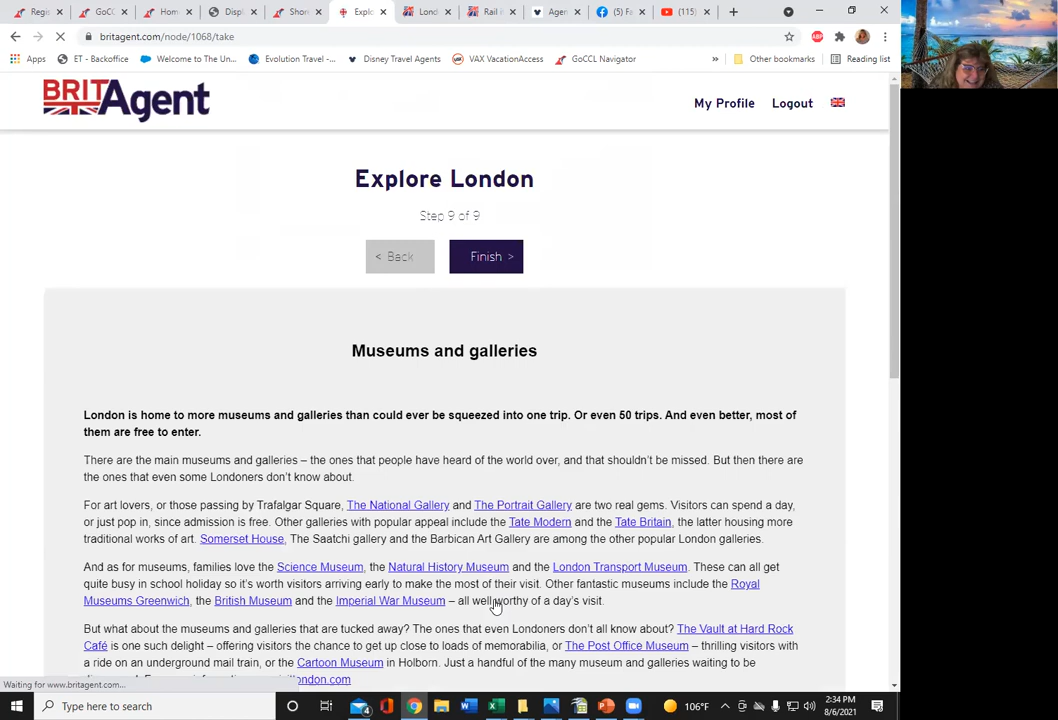 Regi
GoCC
Hom
Displ
Shor
Explo
Lond
Rail i
Agen
(5) Fa
(115)
britagent.com/node/1068/take
Apps
ET - Backoffice
Welcome to The Un...
Evolution Travel -...
Disney Travel Agents
VAX VacationAccess
GoCCL Navigator
»
Other bookmarks
Reading list
BRITAgent
My Profile
Logout
Explore London
Step 9 of 9
< Back
Finish >
Museums and galleries
London is home to more museums and galleries than could ever be squeezed into one trip. Or even 50 trips. And even better, most of
them are free to enter.
There are the main museums and galleries – the ones that people have heard of the world over, and that shouldn't be missed. But then there are
the ones that even some Londoners don't know about.
For art lovers, or those passing by Trafalgar Square, The National Gallery and The Portrait Gallery are two real gems. Visitors can spend a day,
or just pop in, since admission is free. Other galleries with popular appeal include the Tate Modern and the Tate Britain, the latter housing more
traditional works of art. Somerset House, The Saatchi gallery and the Barbican Art Gallery are among the other popular London galleries.
And as for museums, families love the Science Museum, the Natural History Museum and the London Transport Museum. These can all get
quite busy in school holiday so it's worth visitors arriving early to make the most of their visit. Other fantastic museums include the Royal
Museums Greenwich, the British Museum and the Imperial War Museum – all well worthy of a day's visit.
But what about the museums and galleries that are tucked away? The ones that even Londoners don't all know about? The Vault at Hard Rock
Café is one such delight – offering visitors the chance to get up close to loads of memorabilia, or The Post Office Museum – thrilling visitors with
a ride on an underground mail train, or the Cartoon Museum in Holborn. Just a handful of the many museum and galleries waiting to be
london.com
Waiting for www.britagent.com...
Type here to search
106°F
2:34 PM
8/6/2021